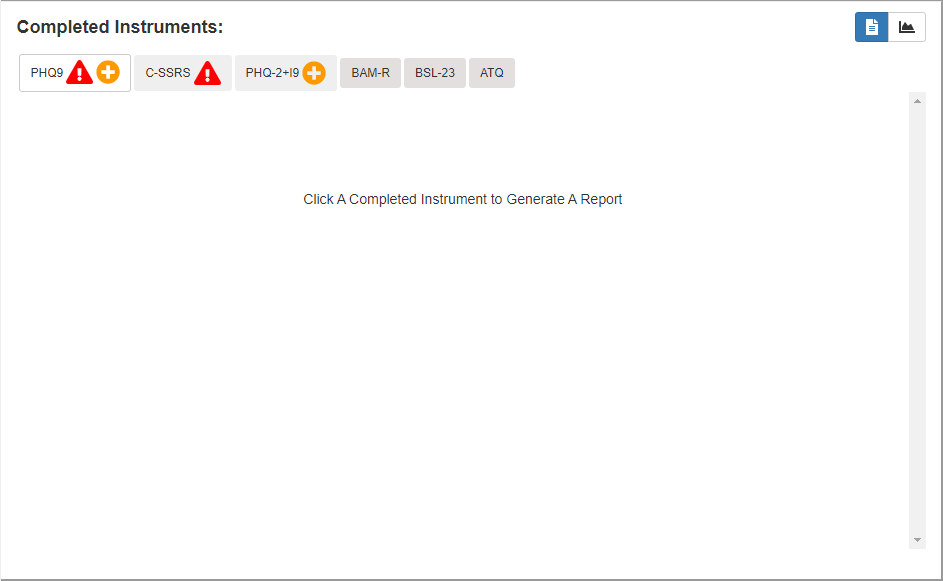 Completed Instruments:
PHQ9 C-SSRS PHQ-2+I9 BAM-R BSL-23 ATQ
Click A Completed Instrument to Generate A Report